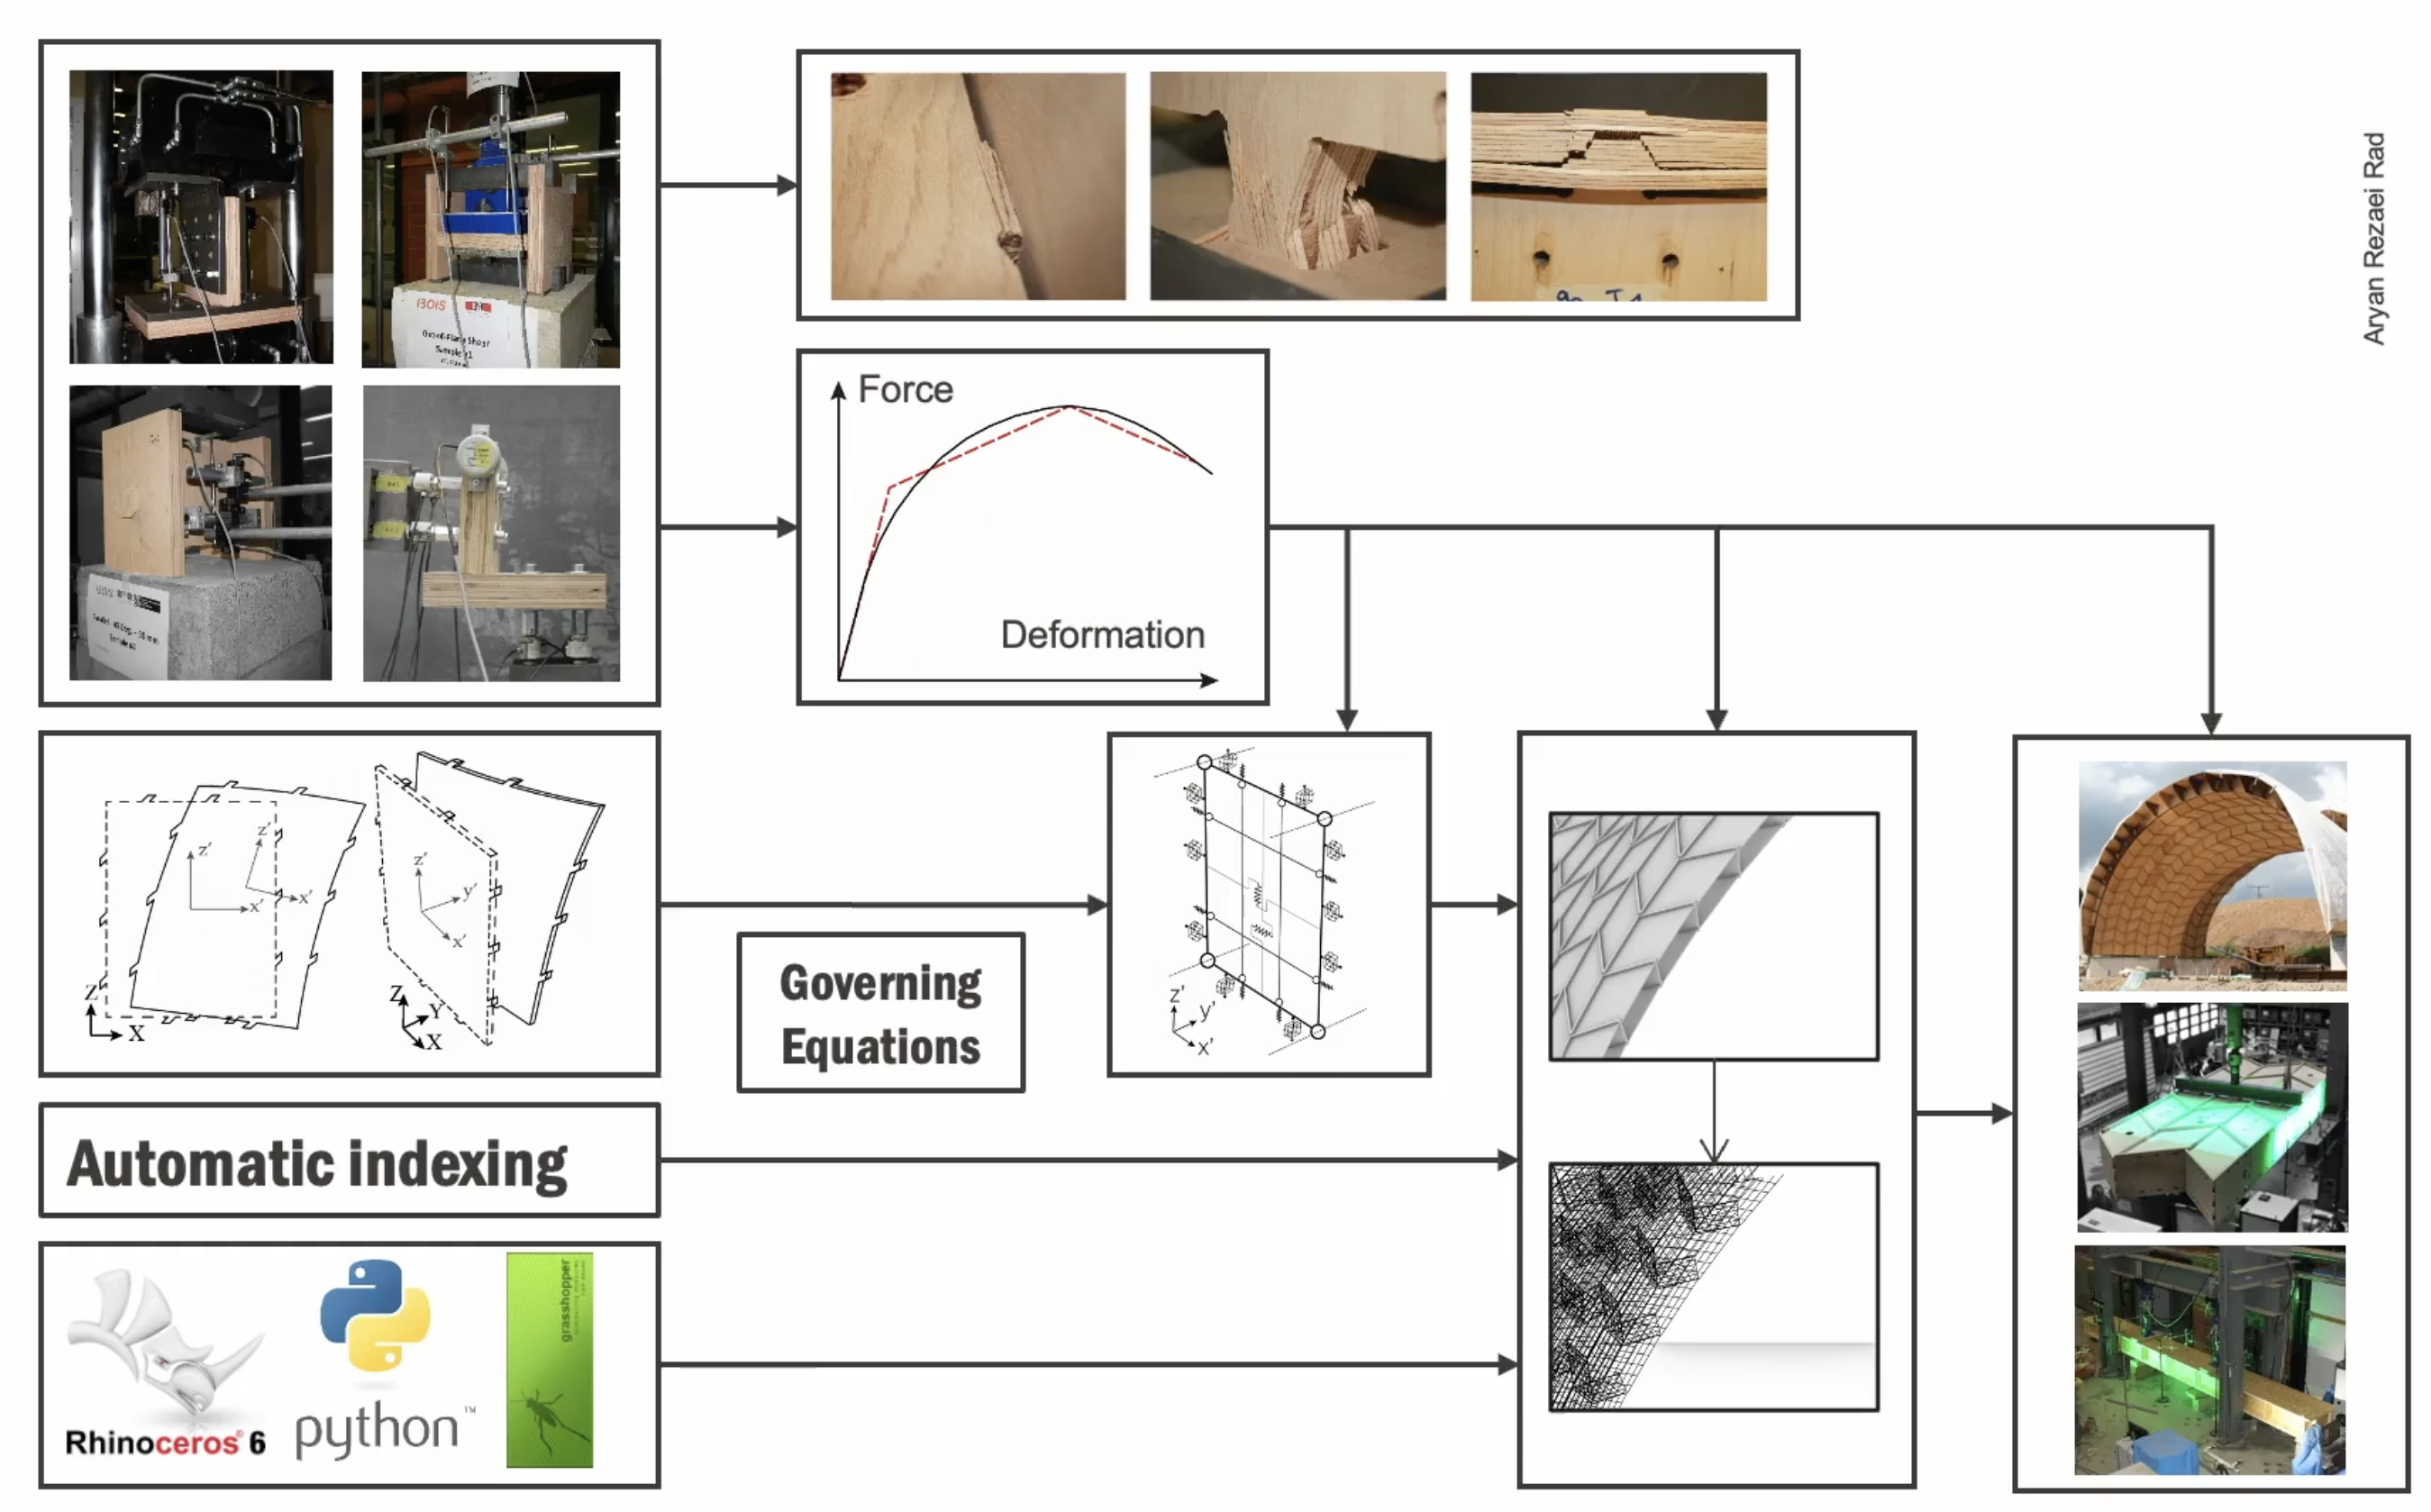 IBOIS
Out-of-Plane Shear
Sample #1
Force
Deformation
Aryan Rezaei Rad
z'
x'
z'
x'
Z
X
z'
y'
x'
Z
Y
X
Governing
Equations
z'
y'
x'
Automatic indexing
Rhinoceros® 6
python™
grasshopper